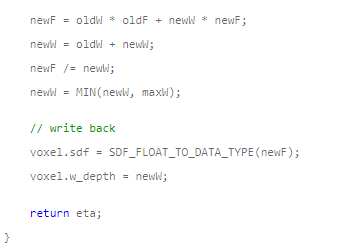 newF = oldW * oldF + newW * newF;
newW = oldW + newW;
newF /= newW;
newW = MIN(newW, maxW);
// write back
voxel.sdf = SDF_FLOAT_TO_DATA_TYPE(newF);
voxel.w_depth = newW;
return eta;
}